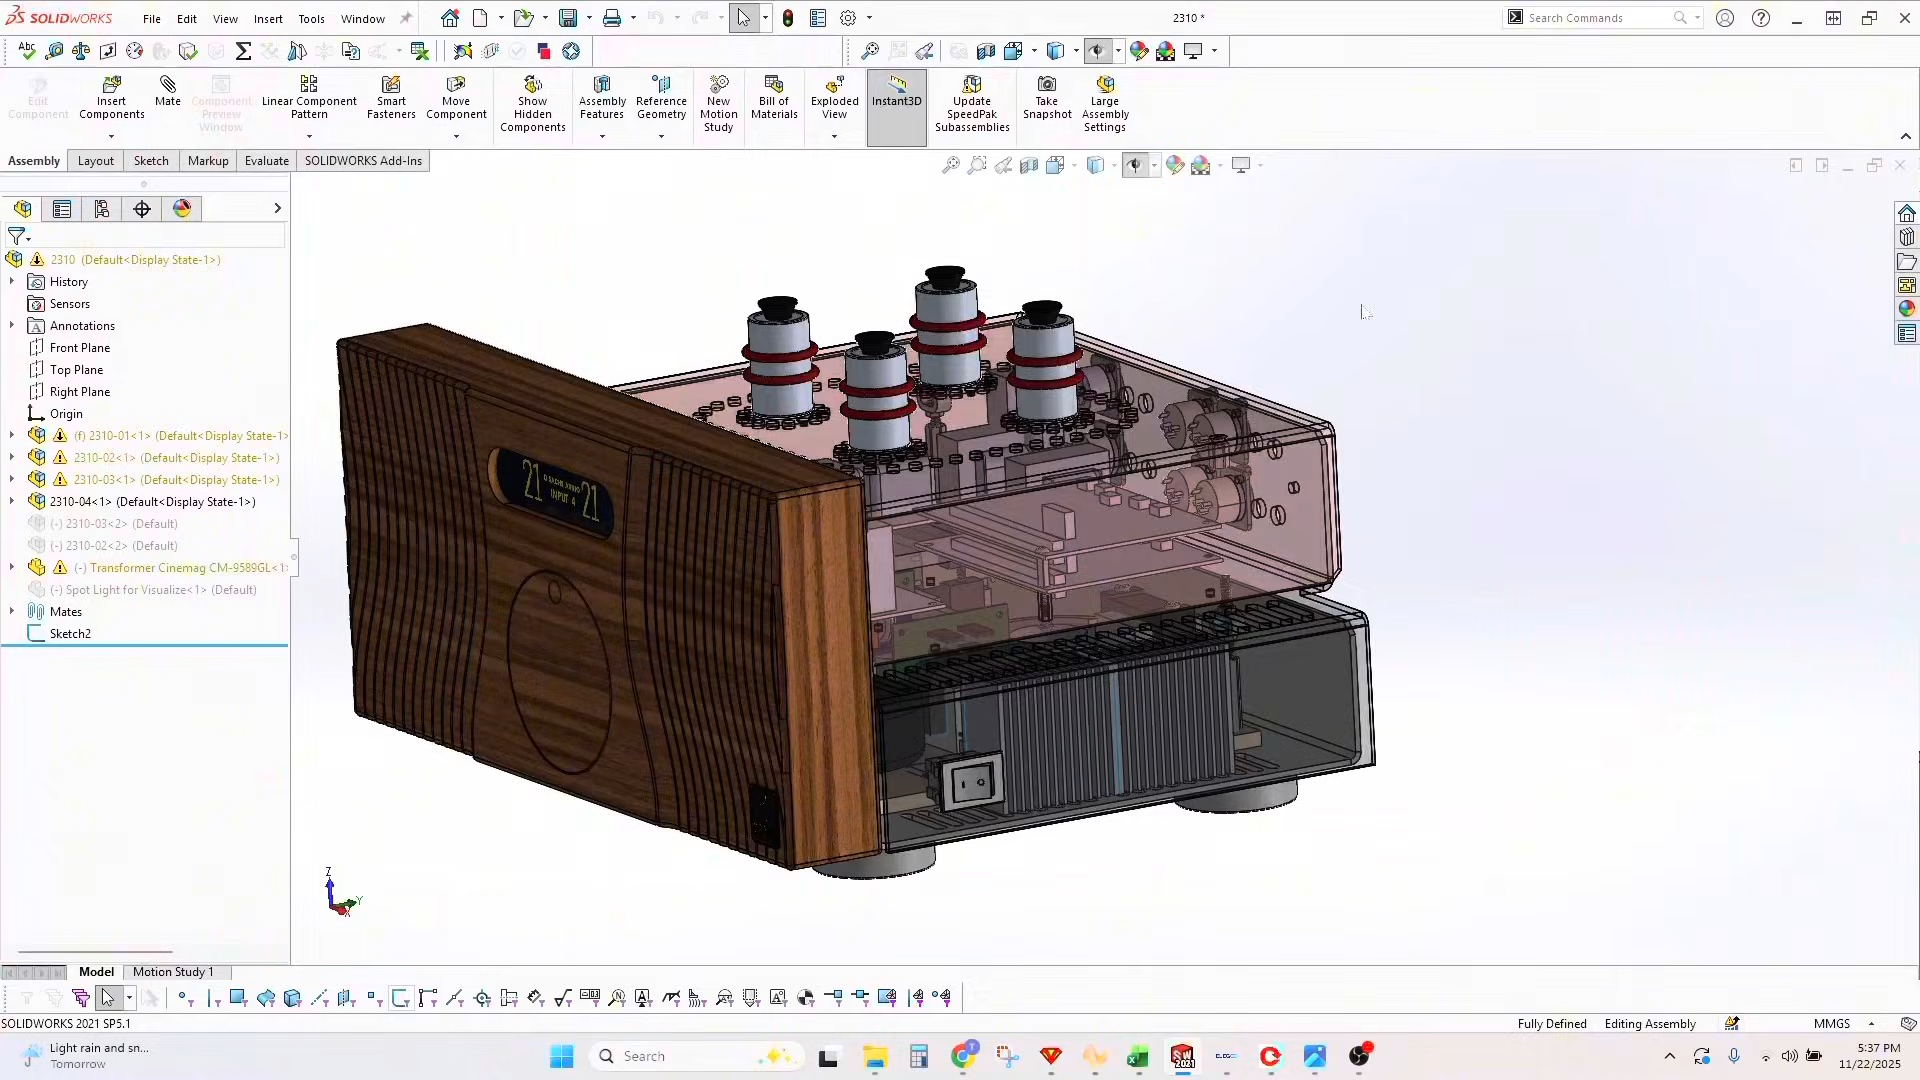 SOLIDWORKS
File Edit View Insert Tools Window
2310 *
Search Commands
Abc
Edit Component
Insert Components
Mate
Component Preview Window
Linear Component Pattern
Smart Fasteners
Move Component
Show Hidden Components
Assembly Features
Reference Geometry
New Motion Study
Bill of Materials
Exploded View
Instant3D
Update SpeedPak Subassemblies
Take Snapshot
Large Assembly Settings
Assembly Layout Sketch Markup Evaluate SOLIDWORKS Add-Ins
2310 (Default<Display State-1>)
History
Sensors
Annotations
Front Plane
Top Plane
Right Plane
Origin
(f) 2310-01<1> (Default<Display State-1>
2310-02<1> (Default<Display State-1>)
2310-03<1> (Default<Display State-1>)
2310-04<1> (Default<Display State-1>)
(-) 2310-03<2> (Default)
(-) 2310-02<2> (Default)
(-) Transformer Cinemag CM-9589GL<1>
(-) Spot Light for Visualize<1> (Default)
Mates
Sketch2
21 INPUT 4 21
Z
Y
X
Model Motion Study 1
SOLIDWORKS 2021 SP5.1
Fully Defined Editing Assembly MMGS
Light rain and sn...
Tomorrow
Search
SW
2021
5:37 PM
11/22/2025